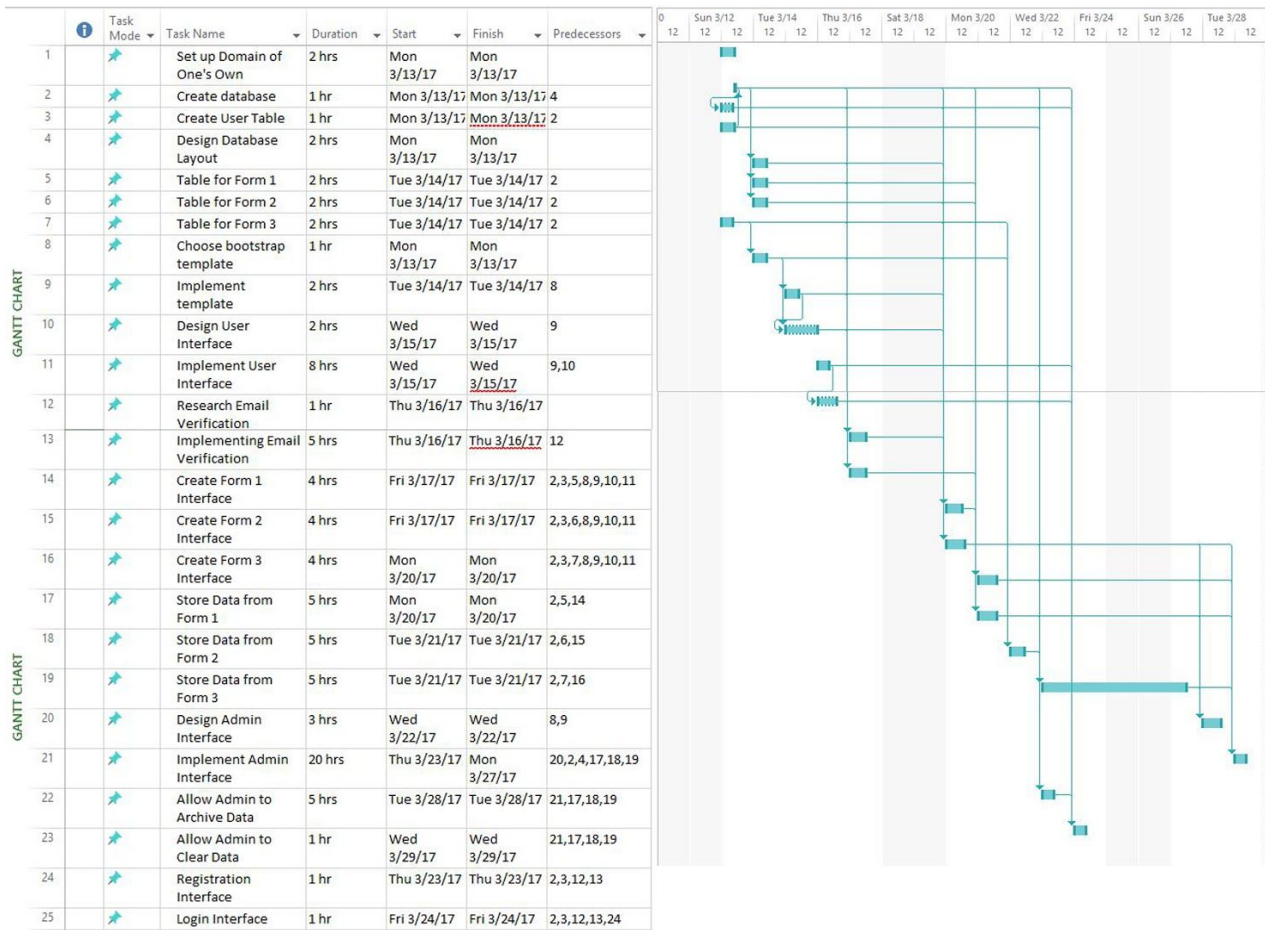 Task Mode Task Name Duration Start Finish Predecessors
0 Sun 3/12 Tue 3/14 Thu 3/16 Sat 3/18 Mon 3/20 Wed 3/22 Fri 3/24 Sun 3/26 Tue 3/28
12 12 12 12 12 12 12 12 12 12 12 12 12 12 12 12 12 12 12
1 Set up Domain of One's Own 2 hrs Mon 3/13/17 Mon 3/13/17
2 Create database 1 hr Mon 3/13/17 Mon 3/13/17 4
3 Create User Table 1 hr Mon 3/13/17 Mon 3/13/17 2
4 Design Database Layout 2 hrs Mon 3/13/17 Mon 3/13/17
5 Table for Form 1 2 hrs Tue 3/14/17 Tue 3/14/17 2
6 Table for Form 2 2 hrs Tue 3/14/17 Tue 3/14/17 2
7 Table for Form 3 2 hrs Tue 3/14/17 Tue 3/14/17 2
8 Choose bootstrap template 1 hr Mon 3/13/17 Mon 3/13/17
9 Implement template 2 hrs Tue 3/14/17 Tue 3/14/17 8
10 Design User Interface 2 hrs Wed 3/15/17 Wed 3/15/17 9
11 Implement User Interface 8 hrs Wed 3/15/17 Wed 3/15/17 9,10
12 Research Email Verification 1 hr Thu 3/16/17 Thu 3/16/17
13 Implementing Email Verification 5 hrs Thu 3/16/17 Thu 3/16/17 12
14 Create Form 1 Interface 4 hrs Fri 3/17/17 Fri 3/17/17 2,3,5,8,9,10,11
15 Create Form 2 Interface 4 hrs Fri 3/17/17 Fri 3/17/17 2,3,6,8,9,10,11
16 Create Form 3 Interface 4 hrs Mon 3/20/17 Mon 3/20/17 2,3,7,8,9,10,11
17 Store Data from Form 1 5 hrs Mon 3/20/17 Mon 3/20/17 2,5,14
18 Store Data from Form 2 5 hrs Tue 3/21/17 Tue 3/21/17 2,6,15
19 Store Data from Form 3 5 hrs Tue 3/21/17 Tue 3/21/17 2,7,16
20 Design Admin Interface 3 hrs Wed 3/22/17 Wed 3/22/17 8,9
21 Implement Admin Interface 20 hrs Thu 3/23/17 Mon 3/27/17 20,2,4,17,18,19
22 Allow Admin to Archive Data 5 hrs Tue 3/28/17 Tue 3/28/17 21,17,18,19
23 Allow Admin to Clear Data 1 hr Wed 3/29/17 Wed 3/29/17 21,17,18,19
24 Registration Interface 1 hr Thu 3/23/17 Thu 3/23/17 2,3,12,13
25 Login Interface 1 hr Fri 3/24/17 Fri 3/24/17 2,3,12,13,24
GANTT CHART
GANTT CHART